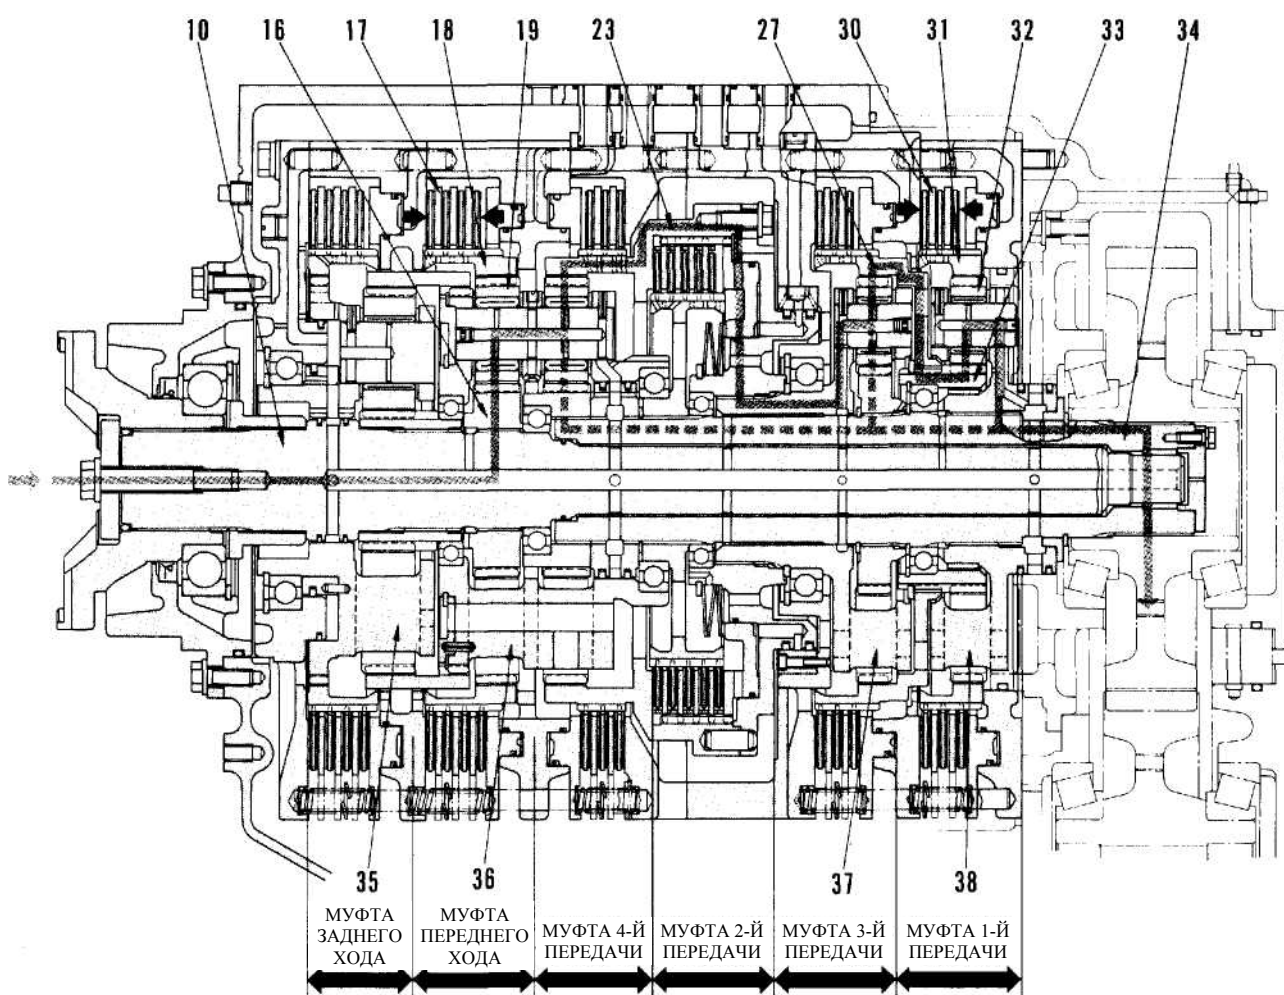 10 16 17 18 19 23 27 30 31 32 33 34
35 36 37 38
МУФТА
ЗАДНЕГО
ХОДА
МУФТА
ПЕРЕДНЕГО
ХОДА
МУФТА 4-Й
ПЕРЕДАЧИ
МУФТА 2-Й
ПЕРЕДАЧИ
МУФТА 3-Й
ПЕРЕДАЧИ
МУФТА 1-Й
ПЕРЕДАЧИ